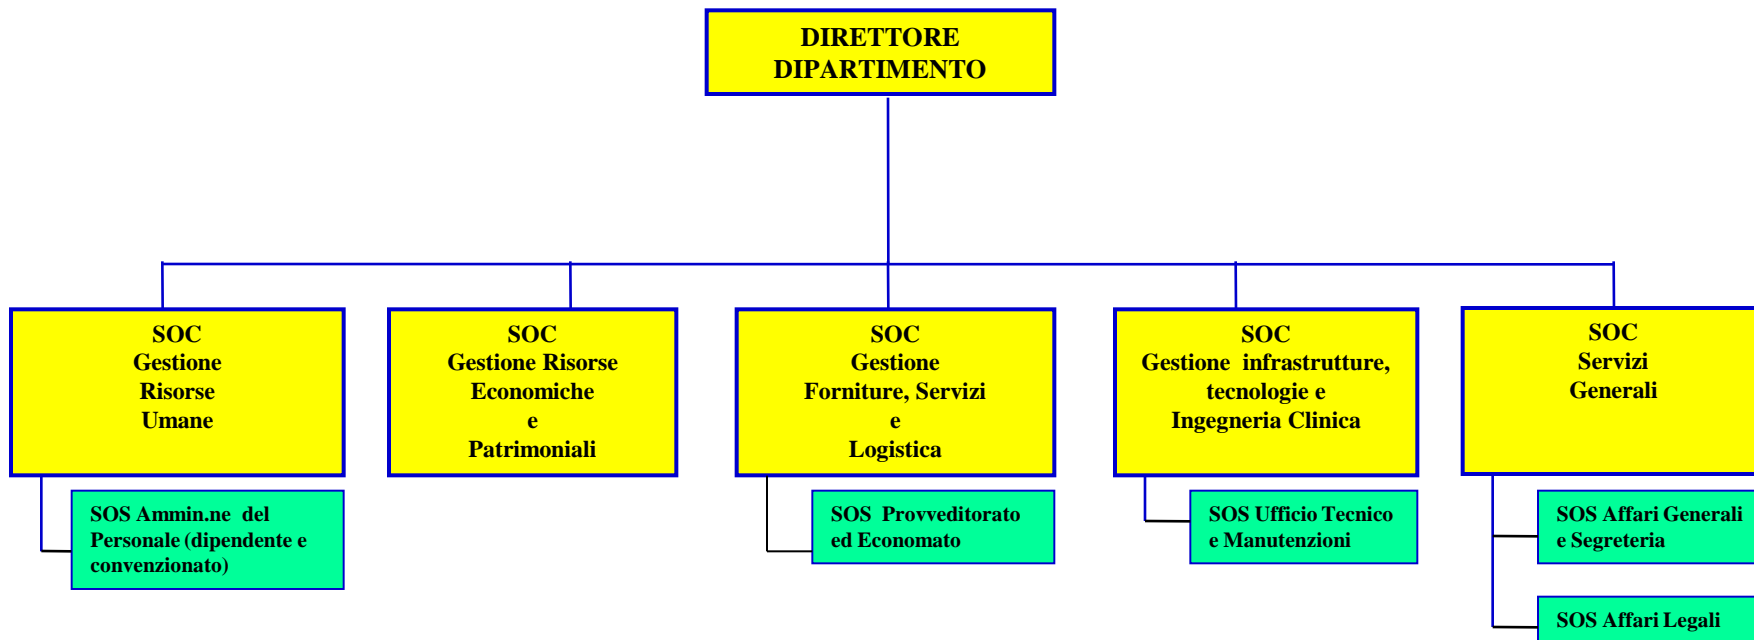 DIRETTORE
DIPARTIMENTO
SOC
Gestione
Risorse
Umane
SOC
Gestione Risorse
Economiche
e
Patrimoniali
SOC
Gestione
Forniture, Servizi
e
Logistica
SOC
Gestione infrastrutture,
tecnologie e
Ingegneria Clinica
SOC
Servizi
Generali
SOS Ammin.ne del
Personale (dipendente e
convenzionato)
SOS Provveditorato
ed Economato
SOS Ufficio Tecnico
e Manutenzioni
SOS Affari Generali
e Segreteria
SOS Affari Legali